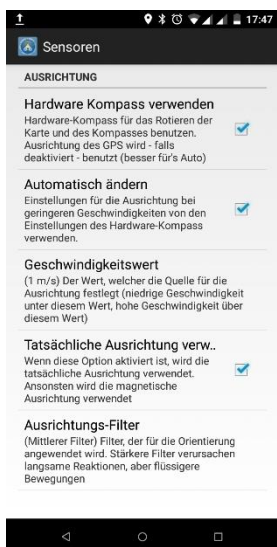 17:47
Sensoren
AUSRICHTUNG
Hardware Kompass verwenden
Hardware-Kompass für das Rotieren der
Karte und des Kompasses benutzen.
Ausrichtung des GPS wird - falls
deaktiviert - benutzt (besser für's Auto)
Automatisch ändern
Einstellungen für die Ausrichtung bei
geringeren Geschwindigkeiten von den
Einstellungen des Hardware-Kompass
verwenden.
Geschwindigkeitswert
(1 m/s) Der Wert, welcher die Quelle für die
Ausrichtung festlegt (niedrige Geschwindigkeit
unter diesem Wert, hohe Geschwindigkeit über
diesem Wert)
Tatsächliche Ausrichtung verw..
Wenn diese Option aktiviert ist, wird die
tatsächliche Ausrichtung verwendet.
Ansonsten wird die magnetische
Ausrichtung verwendet
Ausrichtungs-Filter
(Mittlerer Filter) Filter, der für die Orientierung
angewendet wird. Stärkere Filter verursachen
langsame Reaktionen, aber flüssigere
Bewegungen